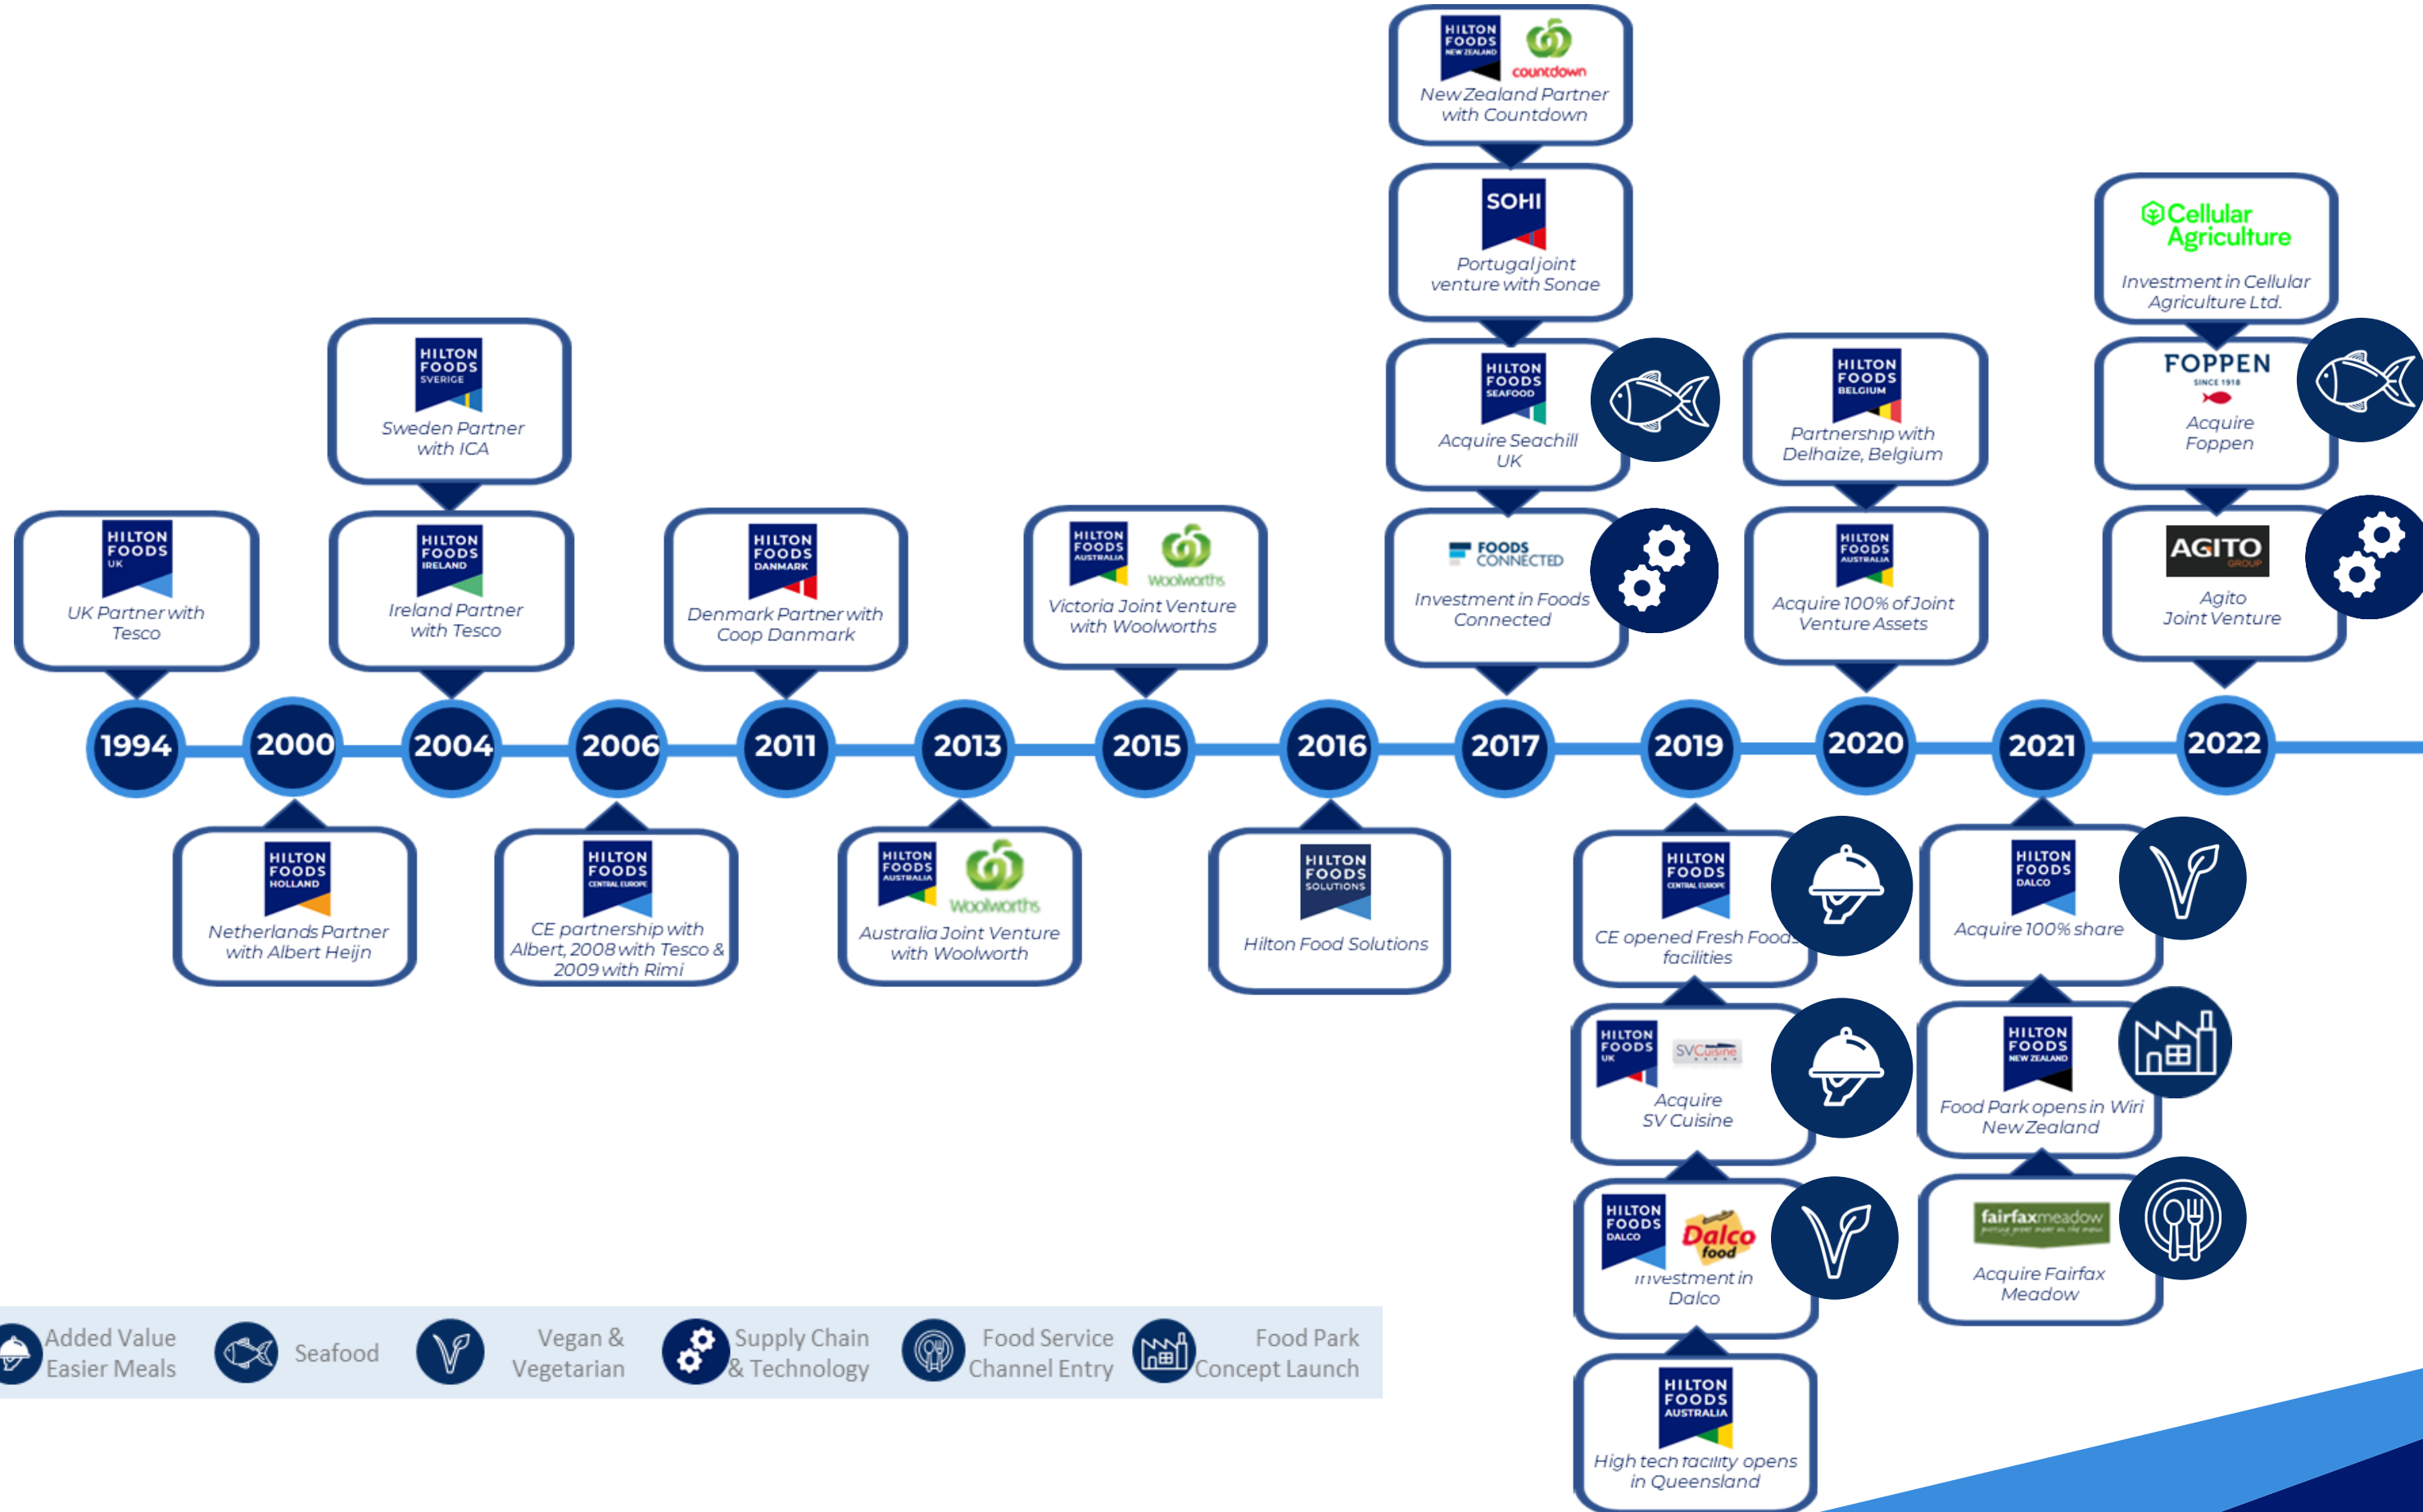 HILTON
FOODS
NEW ZEALAND
countdown
New Zealand Partner
with Countdown
SOHI
Portugal joint
venture with Sonae
Cellular
Agriculture
Investment in Cellular
Agriculture Ltd.
HILTON
FOODS
SVERIGE
Sweden Partner
with ICA
HILTON
FOODS
SEAFOOD
Acquire Seachill
UK
HILTON
FOODS
BELGIUM
Partnership with
Delhaize, Belgium
FOPPEN
SINCE 1918
Acquire
Foppen
HILTON
FOODS
UK
UK Partner with
Tesco
HILTON
FOODS
IRELAND
Ireland Partner
with Tesco
HILTON
FOODS
DANMARK
Denmark Partner with
Coop Danmark
HILTON
FOODS
AUSTRALIA
Woolworths
Victoria Joint Venture
with Woolworths
FOODS
CONNECTED
Investment in Foods
Connected
HILTON
FOODS
AUSTRALIA
Acquire 100% of Joint
Venture Assets
AGITO
GROUP
Agito
Joint Venture
1994
2000
2004
2006
2011
2013
2015
2016
2017
2019
2020
2021
2022
HILTON
FOODS
HOLLAND
Netherlands Partner
with Albert Heijn
HILTON
FOODS
CENTRAL EUROPE
CE partnership with
Albert, 2008 with Tesco &
2009 with Rimi
HILTON
FOODS
AUSTRALIA
Woolworths
Australia Joint Venture
with Woolworth
HILTON
FOODS
SOLUTIONS
Hilton Food Solutions
HILTON
FOODS
CENTRAL EUROPE
CE opened Fresh Foods
facilities
HILTON
FOODS
DALCO
Acquire 100% share
HILTON
FOODS
UK
SVCuisine
Acquire
SV Cuisine
HILTON
FOODS
NEW ZEALAND
Food Park opens in Wiri
New Zealand
HILTON
FOODS
DALCO
Dalco
food
Investment in
Dalco
fairfaxmeadow
putting great meat on the menu
Acquire Fairfax
Meadow
HILTON
FOODS
AUSTRALIA
High tech facility opens
in Queensland
Added Value
Easier Meals
Seafood
Vegan &
Vegetarian
Supply Chain
& Technology
Food Service
Channel Entry
Food Park
Concept Launch